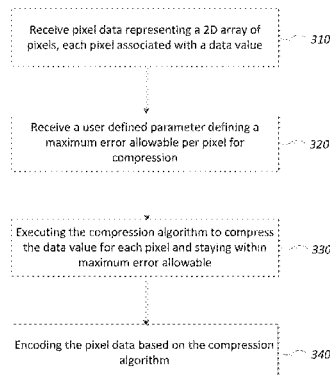 Receive pixel data representing a 2D array of
pixels, each pixel associated with a data value
310
Receive a user defined parameter defining a
maximum error allowable per pixel for
compression
320
Executing the compression algorithm to compress
the data value for each pixel and staying within
maximum error allowable
330
Encoding the pixel data based on the compression
algorithm
340